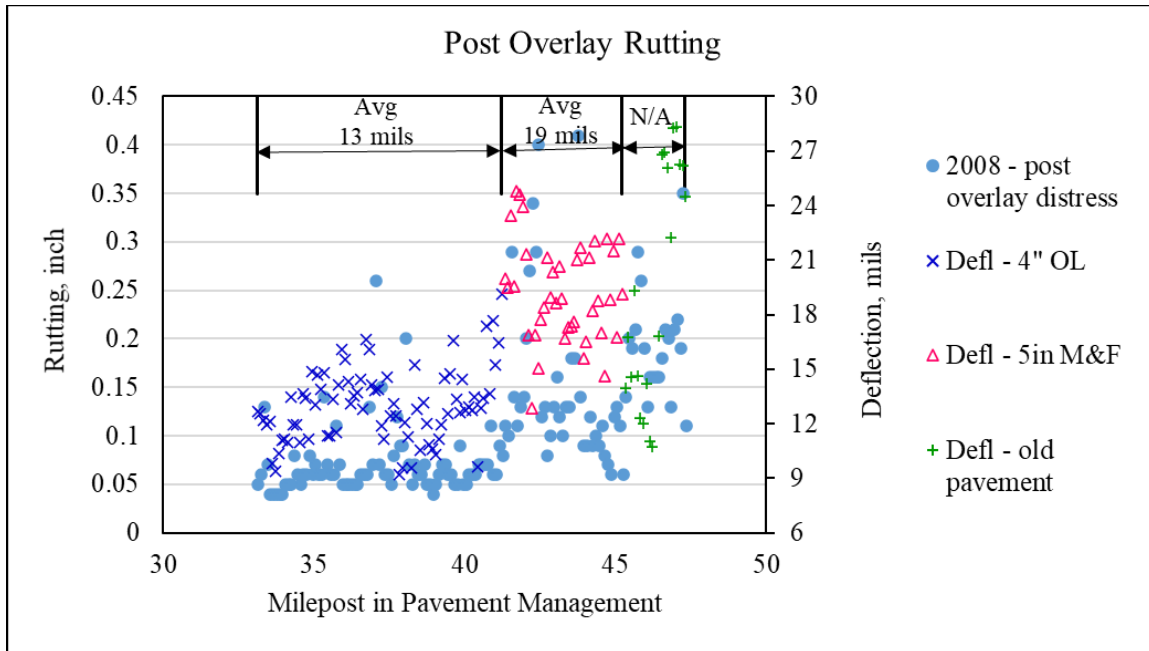 Post Overlay Rutting
0.45
0.4
0.35
0.3
0.25
0.2
0.15
0.1
0.05
0
Rutting, inch
Avg
13 mils
Avg
19 mils
N/A
30
27
24
21
18
15
12
9
6
Deflection, mils
30
35
40
45
50
Milepost in Pavement Management
2008 - post
overlay distress
Defl - 4" OL
Defl - 5in M&F
Defl - old
pavement